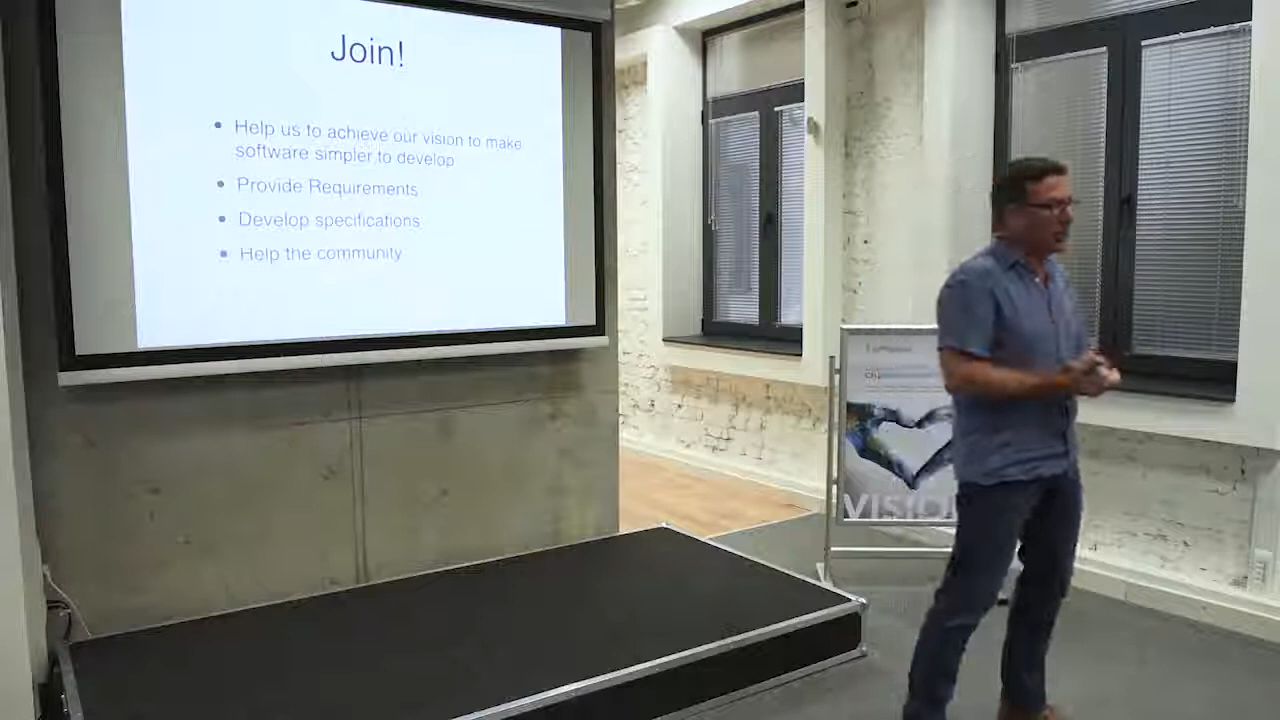 Join!
• Help us to achieve our vision to make
software simpler to develop
• Provide Requirements
• Develop specifications
• Help the community
VISIO